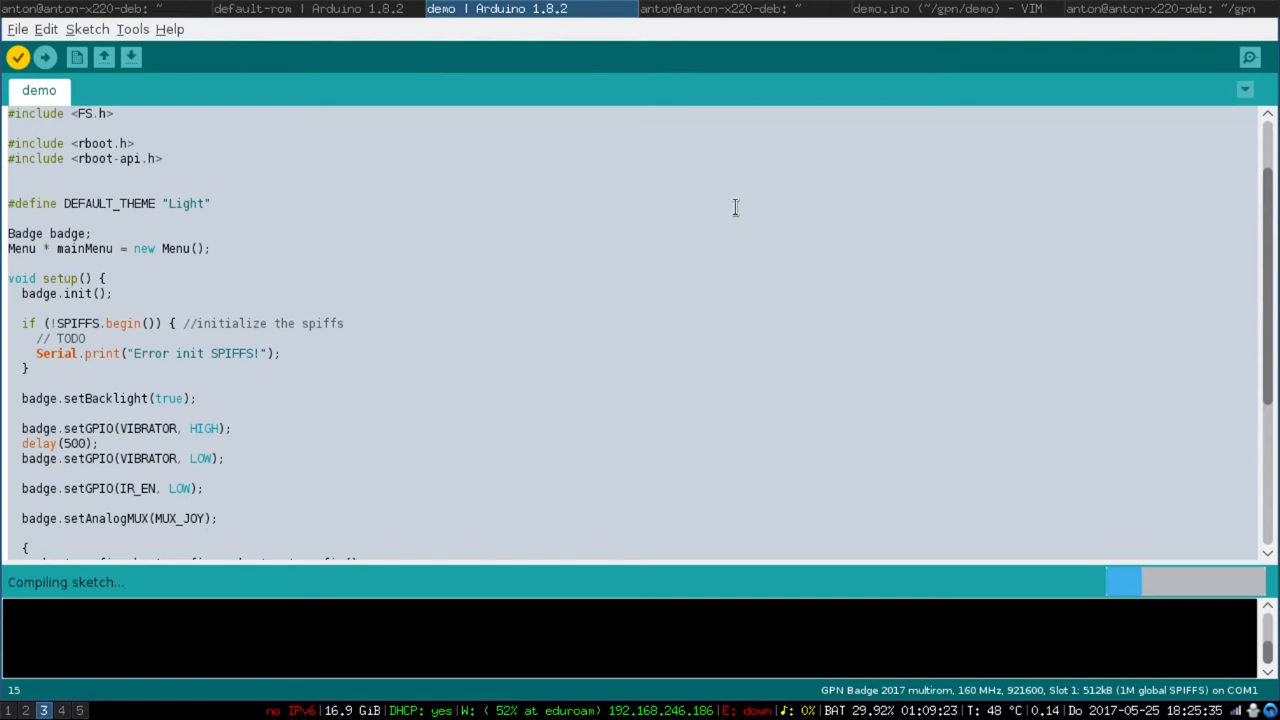 anton@anton-x220-deb: ~
default-rom | Arduino 1.8.2
demo | Arduino 1.8.2
anton@anton-x220-deb: ~
demo.ino (~/gpn/demo) - VIM
anton@anton-x220-deb: ~/gpn
File Edit Sketch Tools Help
demo
#include <FS.h>
#include <rboot.h>
#include <rboot-api.h>
#define DEFAULT_THEME "Light"
Badge badge;
Menu * mainMenu = new Menu();
void setup() {
badge.init();
if (!SPIFFS.begin()) { //initialize the spiffs
// TODO
Serial.print("Error init SPIFFS!");
}
badge.setBacklight(true);
badge.setGPIO(VIBRATOR, HIGH);
delay(500);
badge.setGPIO(VIBRATOR, LOW);
badge.setGPIO(IR_EN, LOW);
badge.setAnalogMUX(MUX_JOY);
{
Compiling sketch...
15
GPN Badge 2017 multirom, 160 MHz, 921600, Slot 1: 512kB (1M global SPIFFS) on COM1
1 2 3 4 5
no IPv6|16.9 GiB|DHCP: yes|W: ( 52% at eduroam) 192.168.246.186|E: down|♪: 0%|BAT 29.92% 01:09:23|T: 48 °C|0.14|Do 2017-05-25 18:25:35